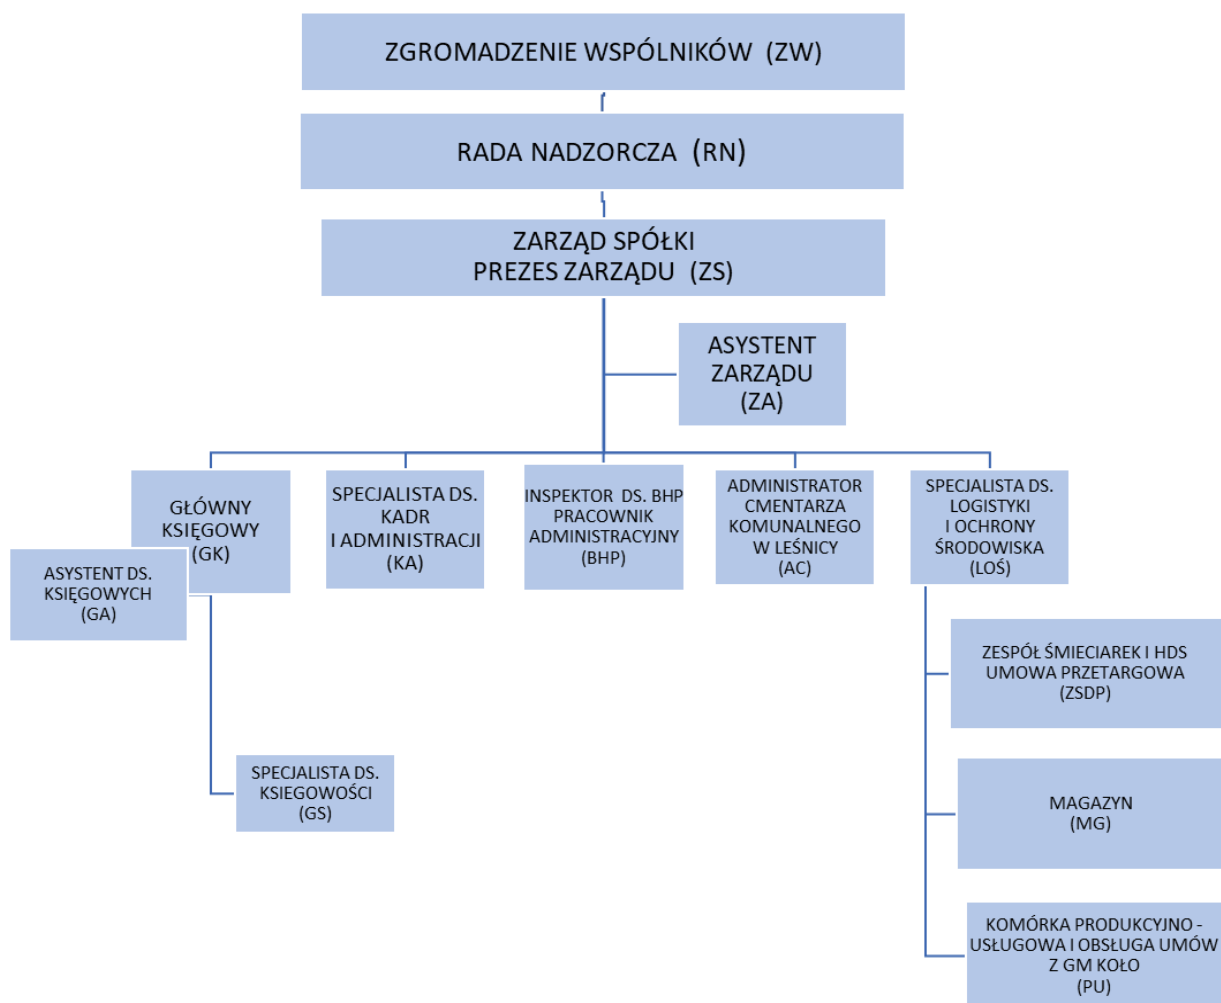 ZGROMADZENIE WSPÓLNIKÓW (ZW)
RADA NADZORCZA (RN)
ZARZĄD SPÓŁKI
PREZES ZARZĄDU (ZS)
ASYSTENT
ZARZĄDU
(ZA)
GŁÓWNY
KSIĘGOWY
(GK)
ASYSTENT DS.
KSIĘGOWYCH
(GA)
SPECJALISTA DS.
KSIEGOWOŚCI
(GS)
SPECJALISTA DS.
KADR
I ADMINISTRACJI
(KA)
INSPEKTOR DS. BHP
PRACOWNIK
ADMINISTRACYJNY
(BHP)
ADMINISTRATOR
CMENTARZA
KOMUNALNEGO
W LEŚNICY
(AC)
SPECJALISTA DS.
LOGISTYKI
I OCHRONY
ŚRODOWISKA
(LOŚ)
ZESPÓŁ ŚMIECIAREK I HDS
UMOWA PRZETARGOWA
(ZSDP)
MAGAZYN
(MG)
KOMÓRKA PRODUKCYJNO -
USŁUGOWA I OBSŁUGA UMÓW
Z GM KOŁO
(PU)